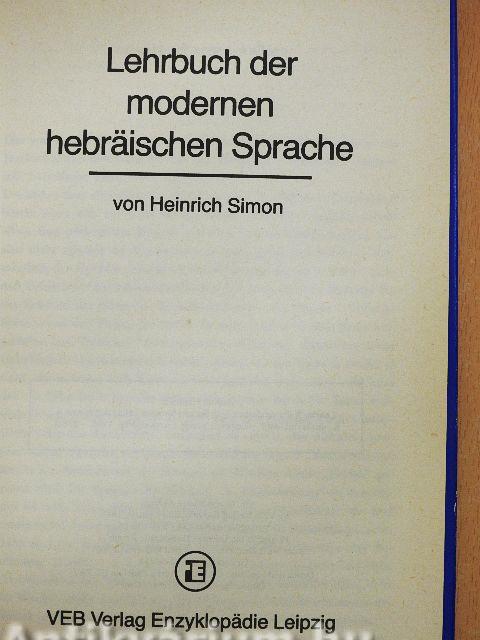 Lehrbuch der
modernen
hebräischen Sprache
von Heinrich Simon
VEB Verlag Enzyklopädie Leipzig